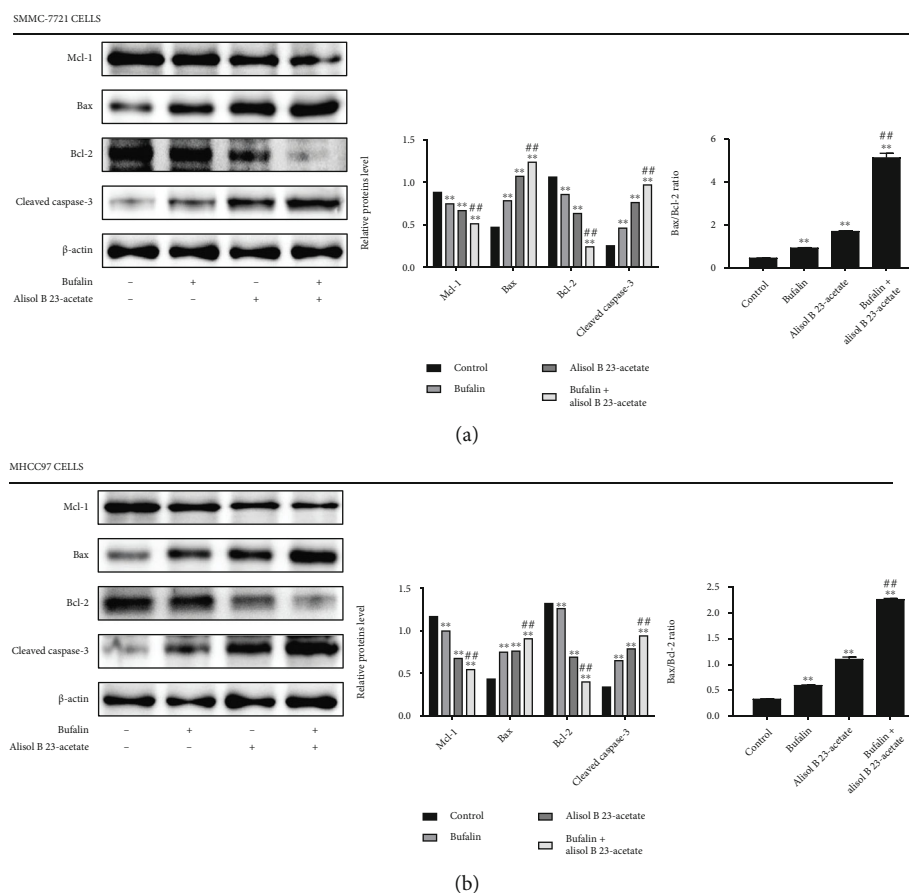 SMMC-7721 CELLS
Mcl-1
Bax
Bcl-2
Cleaved caspase-3
β-actin
Bufalin – + – +
Alisol B 23-acetate – – + +
Relative proteins level
1.5
1.0
0.5
0.0
** ** ## **
** ** ## **
** ** ## **
** ** ## **
Mcl-1
Bax
Bcl-2
Cleaved caspase-3
Control
Bufalin
Alisol B 23-acetate
Bufalin +
alisol B 23-acetate
Bax/Bcl-2 ratio
6
4
2
0
** ** ## **
Control
Bufalin
Alisol B 23-acetate
Bufalin +
alisol B 23-acetate
(a)
MHCC97 CELLS
Mcl-1
Bax
Bcl-2
Cleaved caspase-3
β-actin
Bufalin – + – +
Alisol B 23-acetate – – + +
Relative proteins level
1.5
1.0
0.5
0.0
** ** ## **
** ** ## **
** ** ## **
** ** ## **
Mcl-1
Bax
Bcl-2
Cleaved caspase-3
Control
Bufalin
Alisol B 23-acetate
Bufalin +
alisol B 23-acetate
Bax/Bcl-2 ratio
2.5
2.0
1.5
1.0
0.5
0.0
** ** ## **
Control
Bufalin
Alisol B 23-acetate
Bufalin +
alisol B 23-acetate
(b)